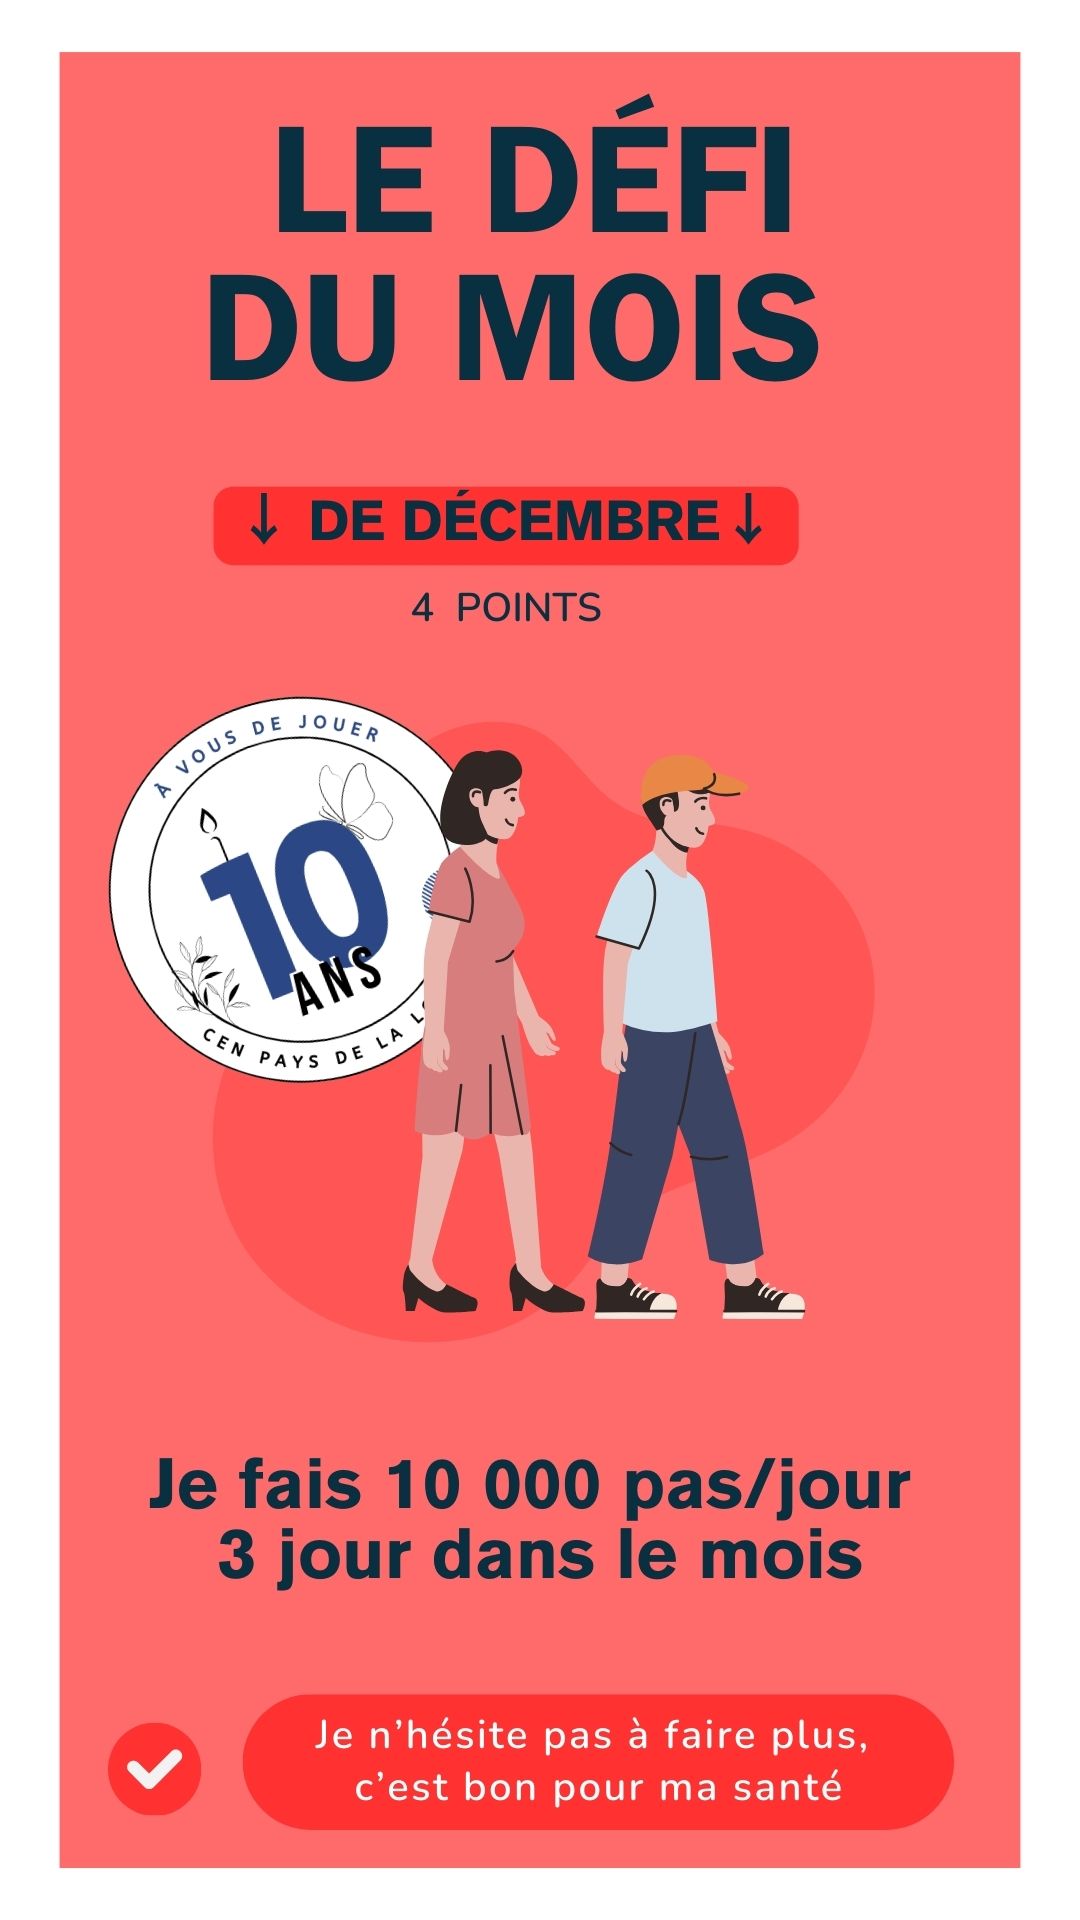 LE DÉFI
DU MOIS
↓ DE DÉCEMBRE ↓
4 POINTS
À VOUS DE JOUER
10
ANS
CEN PAYS DE LA
Je fais 10 000 pas/jour
3 jour dans le mois
Je n’hésite pas à faire plus,
c’est bon pour ma santé